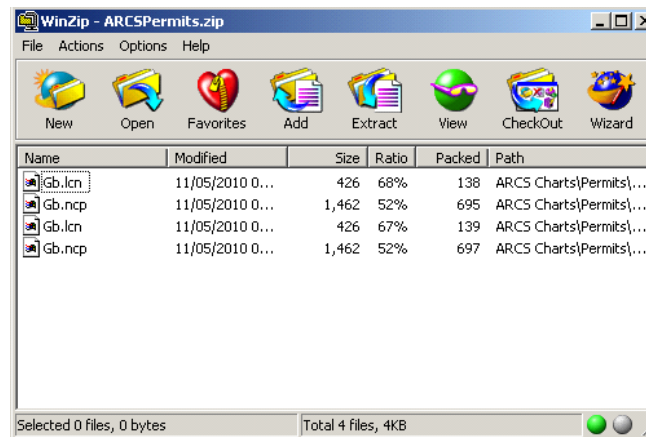 WinZip - ARCSPermits.zip
File Actions Options Help
New Open Favorites Add Extract View CheckOut Wizard
Name Modified Size Ratio Packed Path
Gb.lcn 11/05/2010 0... 426 68% 138 ARCS Charts\Permits\...
Gb.ncp 11/05/2010 0... 1,462 52% 695 ARCS Charts\Permits\...
Gb.lcn 11/05/2010 0... 426 67% 139 ARCS Charts\Permits\...
Gb.ncp 11/05/2010 0... 1,462 52% 697 ARCS Charts\Permits\...
Selected 0 files, 0 bytes Total 4 files, 4KB